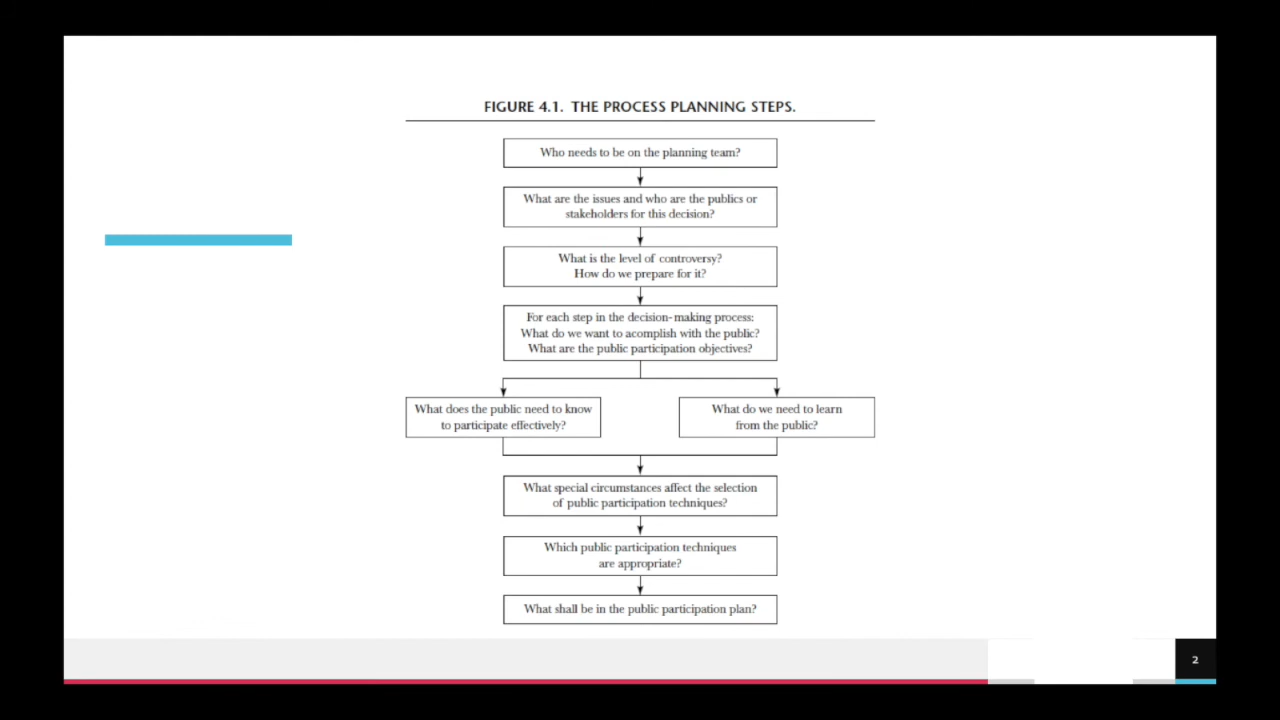 FIGURE 4.1. THE PROCESS PLANNING STEPS.
Who needs to be on the planning team?
What are the issues and who are the publics or
stakeholders for this decision?
What is the level of controversy?
How do we prepare for it?
For each step in the decision-making process:
What do we want to acomplish with the public?
What are the public participation objectives?
What does the public need to know
to participate effectively?
What do we need to learn
from the public?
What special circumstances affect the selection
of public participation techniques?
Which public participation techniques
are appropriate?
What shall be in the public participation plan?
2